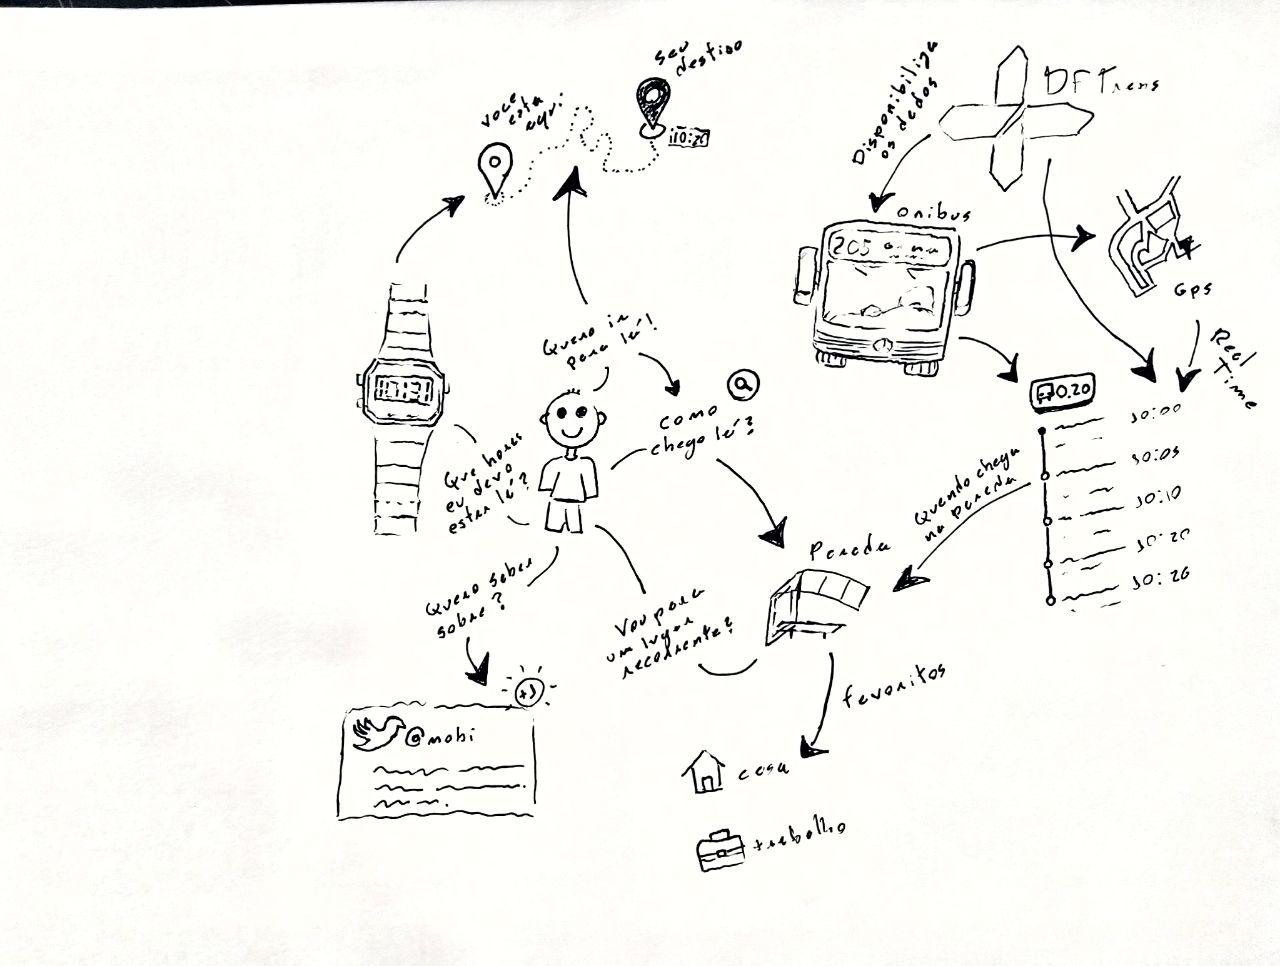 seu
destino
você
esta
aqui
10:26
Disponibiliza
os dados
DFTrans
onibus
205
Gps
Real
Time
Quero ir
para lá!
10:31
como
chego lá?
Que horas
eu devo
estar lá?
0.20
10:00
10:05
10:10
10:20
10:26
Quando chega
na parada
Parada
Quero saber
sobre?
Vou para
um lugar
recorrente?
favoritos
+1
@mobi
casa
trabalho